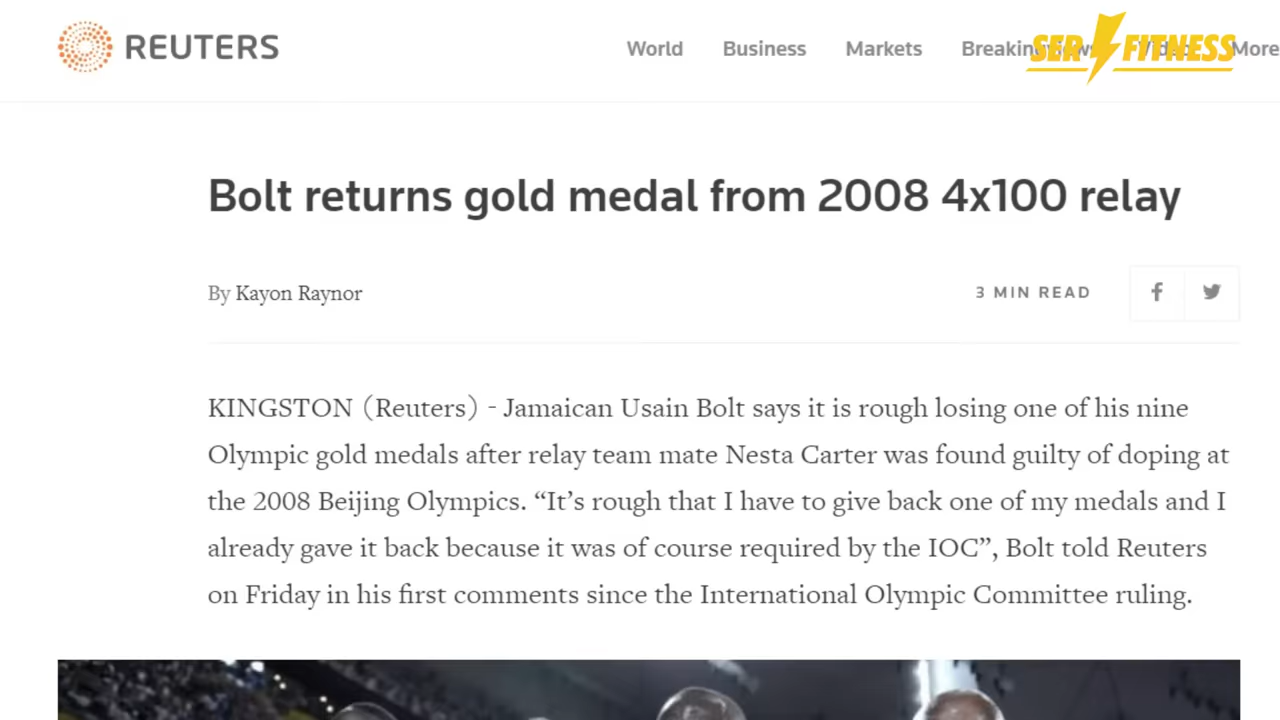 REUTERS
World Business Markets Breaking More
SER FITNESS
Bolt returns gold medal from 2008 4x100 relay
By Kayon Raynor
3 MIN READ
KINGSTON (Reuters) - Jamaican Usain Bolt says it is rough losing one of his nine
Olympic gold medals after relay team mate Nesta Carter was found guilty of doping at
the 2008 Beijing Olympics. “It’s rough that I have to give back one of my medals and I
already gave it back because it was of course required by the IOC”, Bolt told Reuters
on Friday in his first comments since the International Olympic Committee ruling.